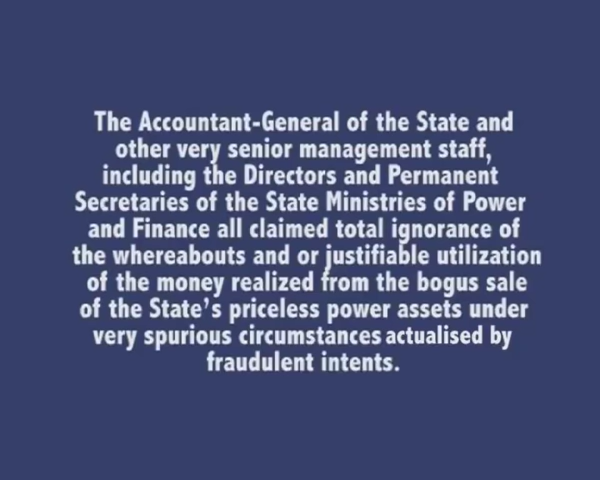 The Accountant-General of the State and
other very senior management staff,
including the Directors and Permanent
Secretaries of the State Ministries of Power
and Finance all claimed total ignorance of
the whereabouts and or justifiable utilization
of the money realized from the bogus sale
of the State's priceless power assets under
very spurious circumstances actualised by
fraudulent intents.